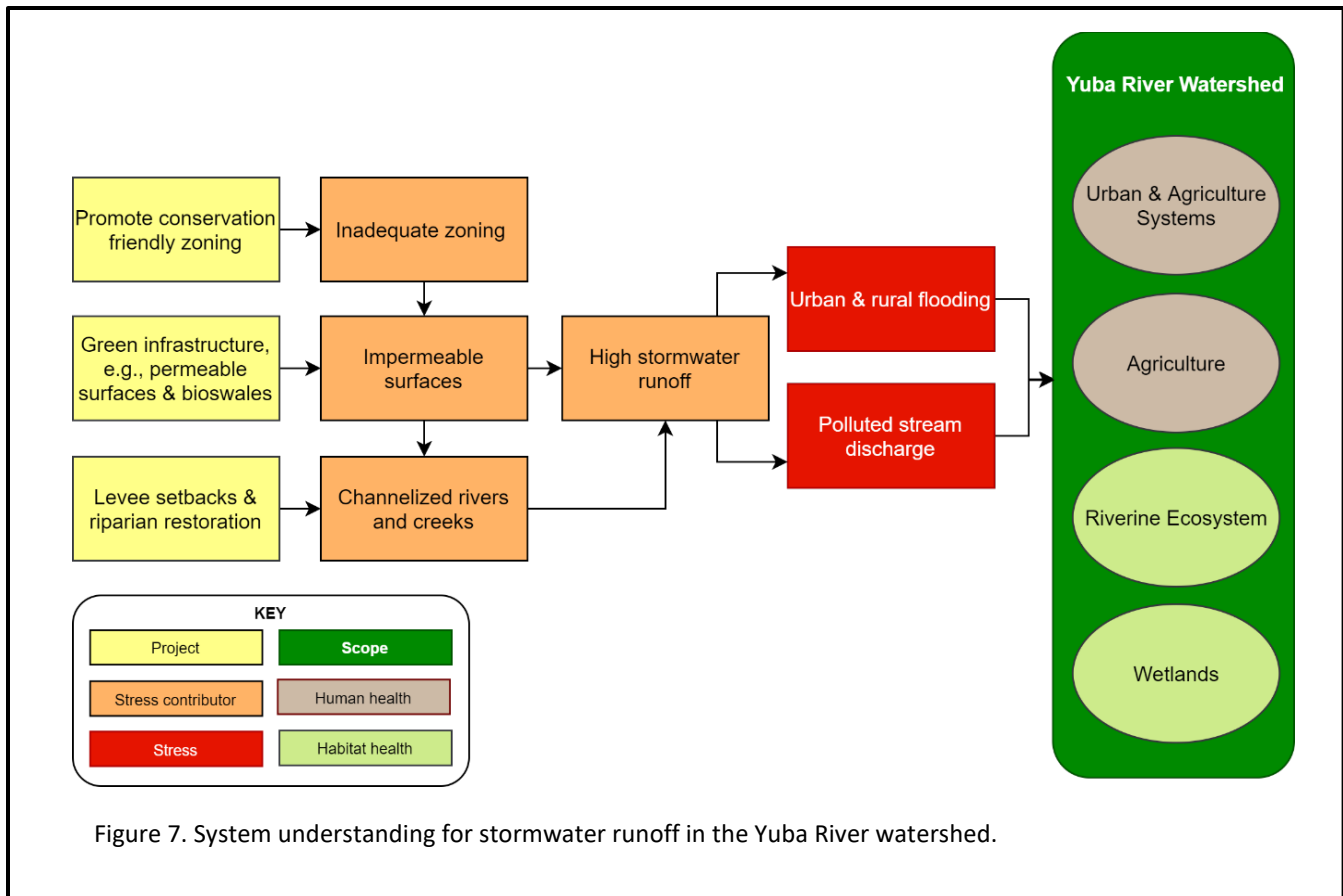 Yuba River Watershed
Promote conservation
friendly zoning
Inadequate zoning
Urban & Agriculture
Systems
Green infrastructure,
e.g., permeable
surfaces & bioswales
Impermeable
surfaces
High stormwater
runoff
Urban & rural flooding
Agriculture
Polluted stream
discharge
Levee setbacks &
riparian restoration
Channelized rivers
and creeks
Riverine Ecosystem
Wetlands
KEY
Project
Scope
Stress contributor
Human health
Stress
Habitat health
Figure 7. System understanding for stormwater runoff in the Yuba River watershed.